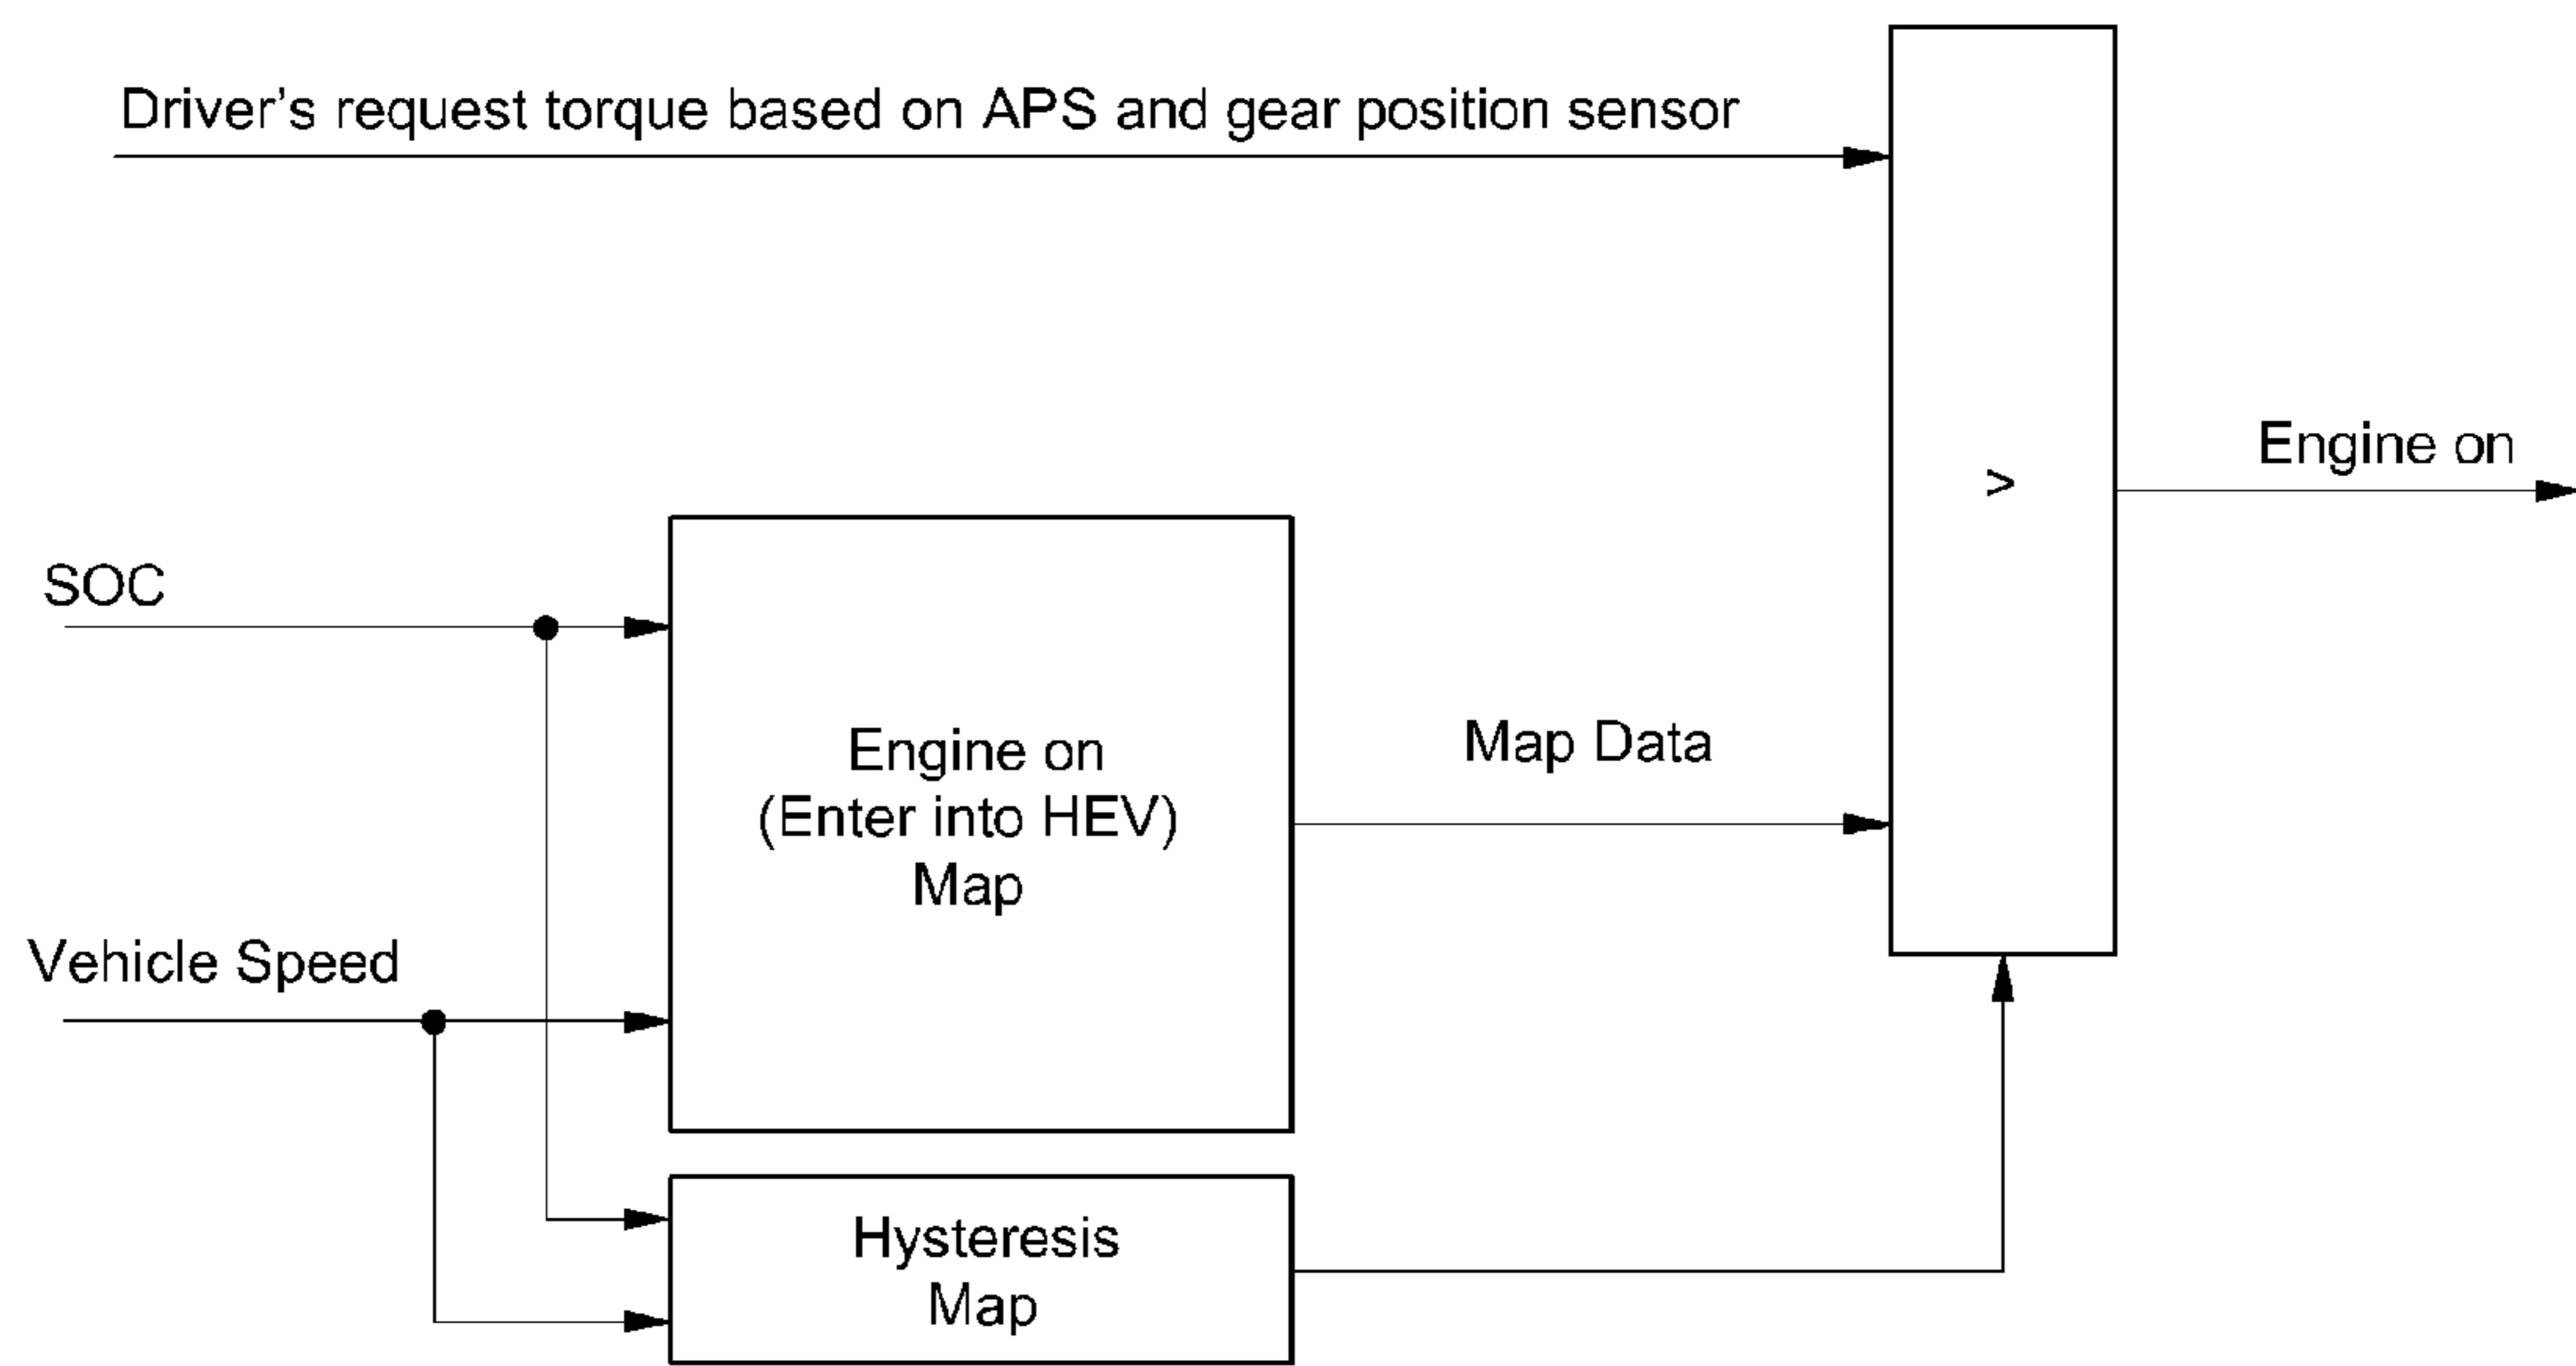 Driver’s request torque based on APS and gear position sensor
>
Engine on
SOC
Engine on
(Enter into HEV)
Map
Map Data
Vehicle Speed
Hysteresis
Map